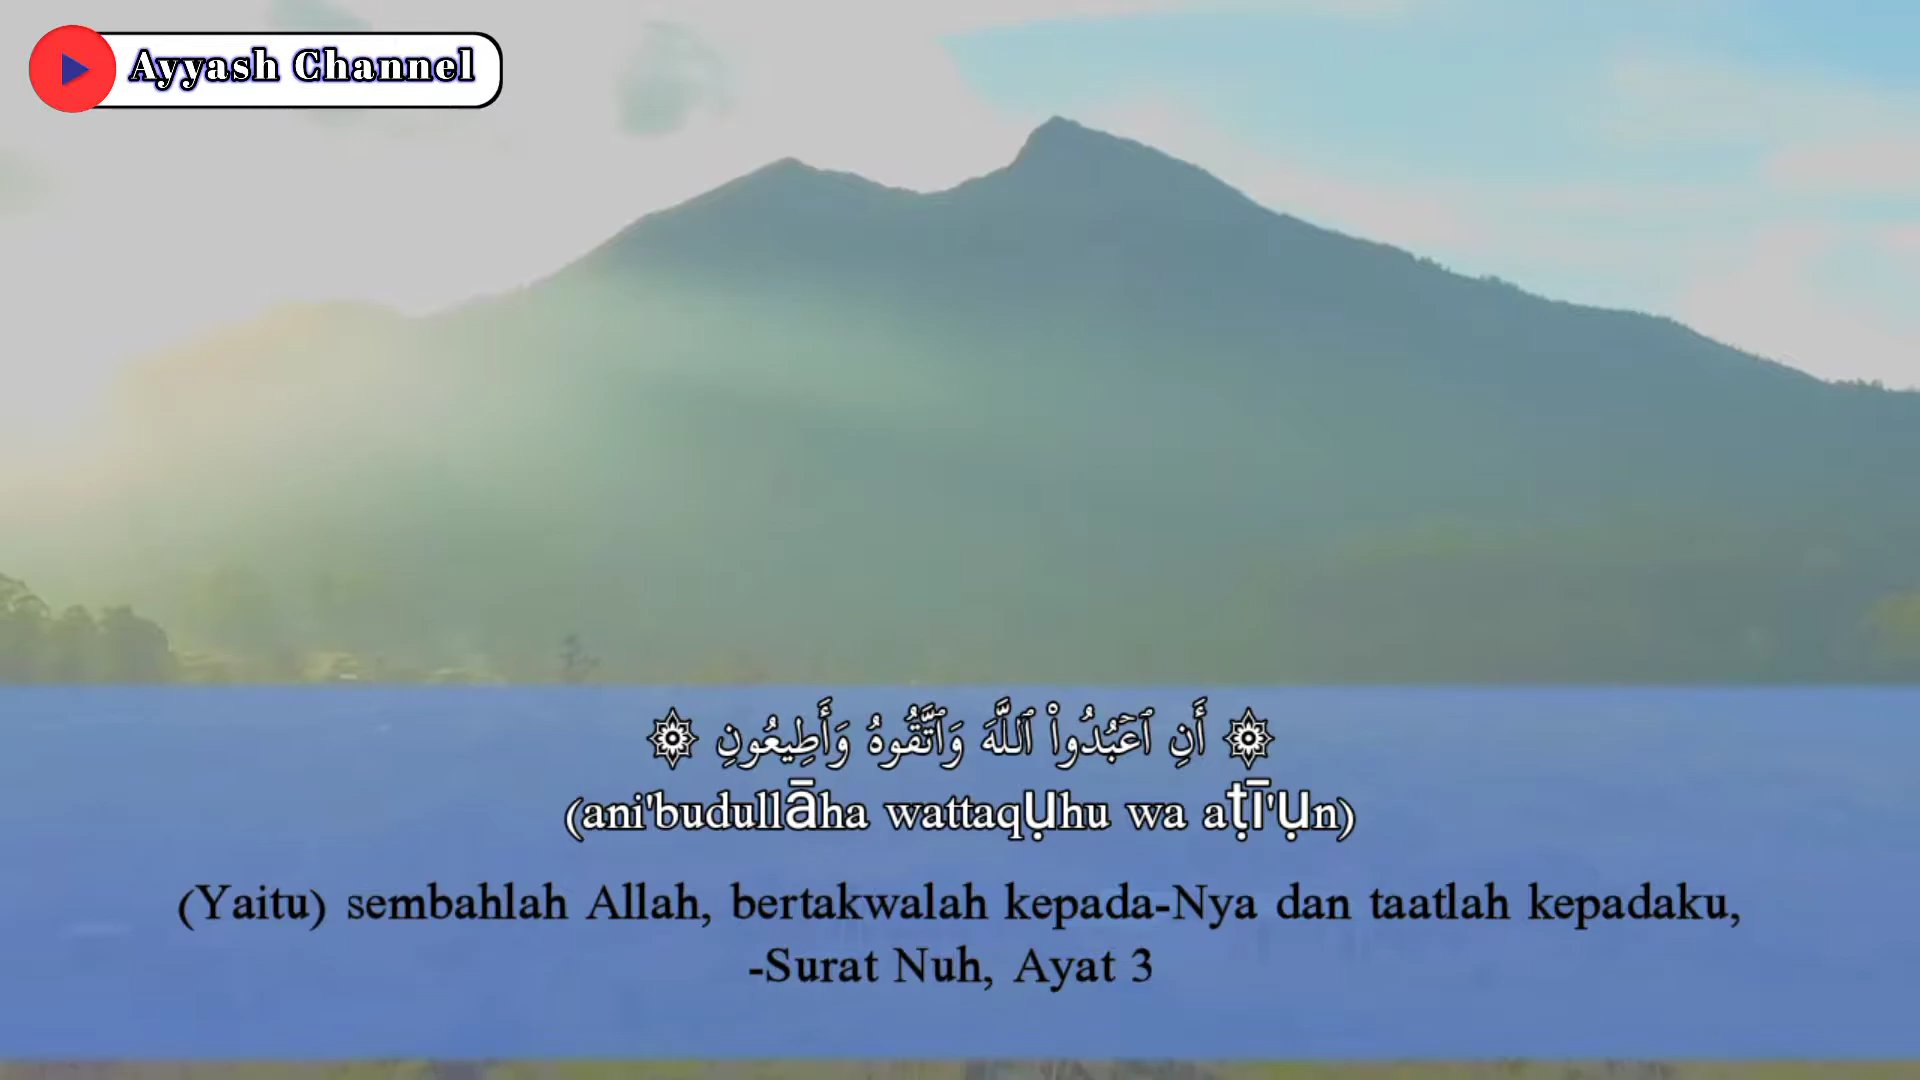 Ayyash Channel
۞ أَنِ ٱعۡبُدُواْ ٱللَّهَ وَٱتَّقُوهُ وَأَطِيعُونِ ۞
(ani'budullāha wattaqụhu wa aṭī'ụn)
(Yaitu) sembahlah Allah, bertakwalah kepada-Nya dan taatlah kepadaku,
-Surat Nuh, Ayat 3